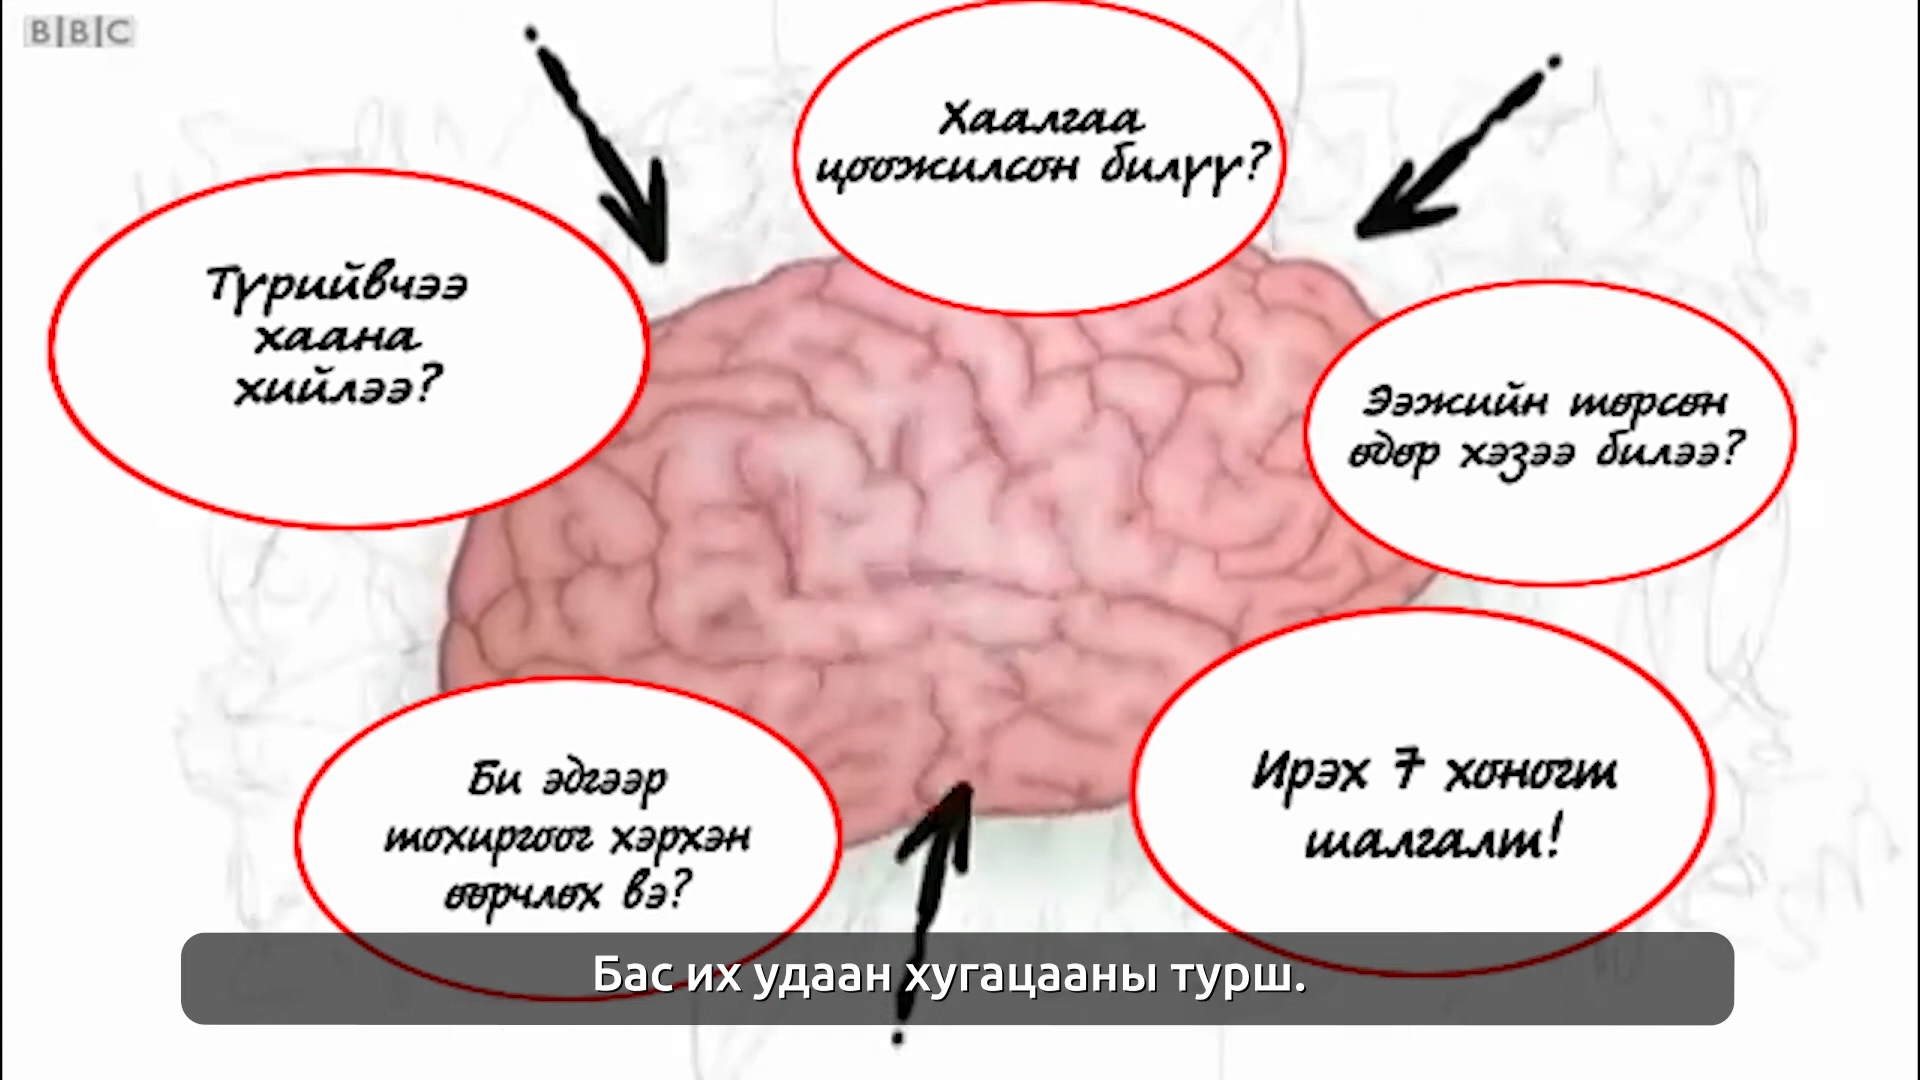 BBC
Хаалгаа
цоожилсон билүү?
Түрийвчээ
хаана
хийлээ?
Ээжийн төрсөн
өдөр хэзээ билээ?
Би эдгээр
тохиргоог хэрхэн
өөрчлөх вэ?
Ирэх 7 хоногт
шалгалт!
Бас их удаан хугацааны турш.